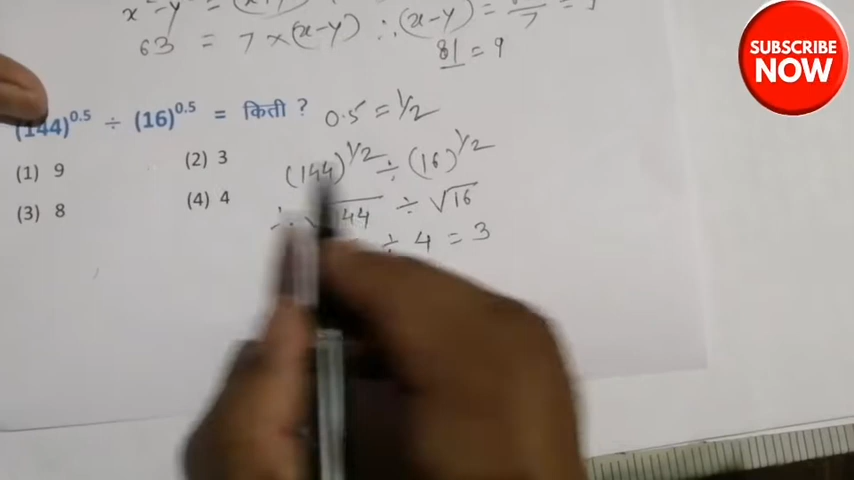 63 = 7 × (x-y) ∴ (x-y) = 7
81 = 9
(144)^0.5 ÷ (16)^0.5 = किती ? 0.5 = 1/2
(1) 9 (2) 3 (144)^1/2 ÷ (16)^1/2
(3) 8 (4) 4 ∴ √144 ÷ √16
÷ 4 = 3
SUBSCRIBE
NOW!